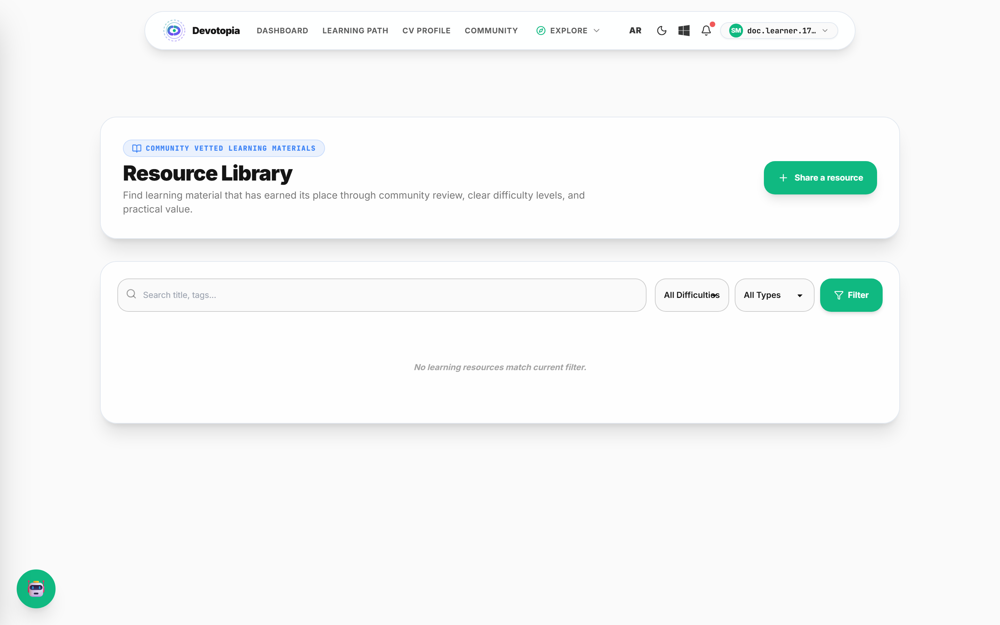 Devotopia
DASHBOARD
LEARNING PATH
CV PROFILE
COMMUNITY
EXPLORE
AR
SM
doc.learner.17…
COMMUNITY VETTED LEARNING MATERIALS
Resource Library
Share a resource
Find learning material that has earned its place through community review, clear difficulty levels, and
practical value.
Search title, tags...
All Difficulties
All Types
Filter
No learning resources match current filter.